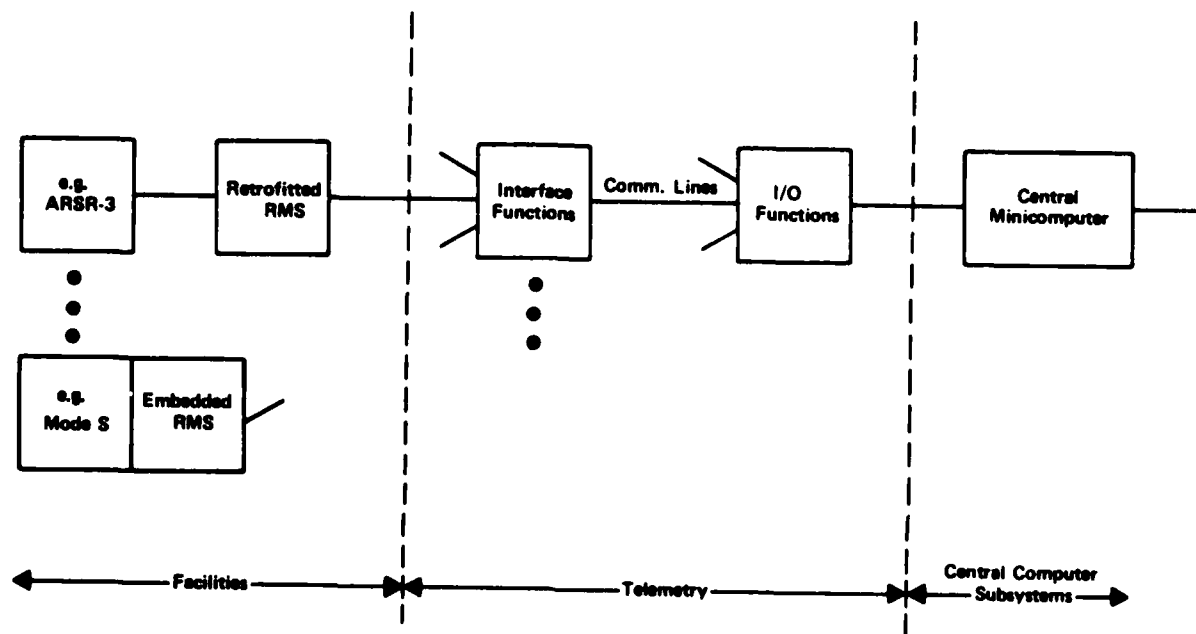 e.g.
ARSR-3
Retrofitted
RMS
Interface
Functions
Comm. Lines
I/O
Functions
Central
Minicomputer
e.g.
Mode S
Embedded
RMS
Facilities
Telemetry
Central Computer
Subsystems